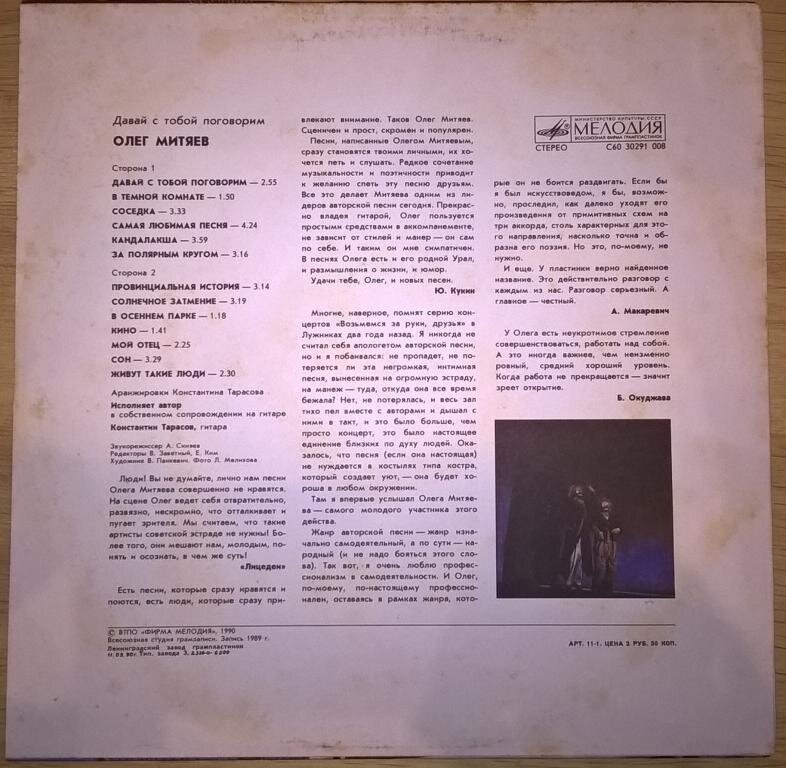 Давай с тобой поговорим
ОЛЕГ МИТЯЕВ
Сторона 1
ДАВАЙ С ТОБОЙ ПОГОВОРИМ — 2.55
В ТЕМНОЙ КОМНАТЕ — 1.50
СОСЕДКА — 3.33
САМАЯ ЛЮБИМАЯ ПЕСНЯ — 4.24
КАНДАЛАКША — 3.59
ЗА ПОЛЯРНЫМ КРУГОМ — 3.16
Сторона 2
ПРОВИНЦИАЛЬНАЯ ИСТОРИЯ — 3.14
СОЛНЕЧНОЕ ЗАТМЕНИЕ — 3.19
В ОСЕННЕМ ПАРКЕ — 1.18
КИНО — 1.41
МОЙ ОТЕЦ — 2.25
СОН — 3.29
ЖИВУТ ТАКИЕ ЛЮДИ — 2.30
Аранжировки Константина Тарасова
Исполняет автор
в собственном сопровождении на гитаре
Константин Тарасов, гитара
Звукорежиссер А. Синяев
Редакторы В. Заветный, Е. Ким
Художник В. Панкевич. Фото Л. Мелихова
Люди! Вы не думайте, лично нам песни
Олега Митяева совершенно не нравятся.
На сцене Олег ведет себя отвратительно,
развязно, нескромно, что отталкивает и
пугает зрителя. Мы считаем, что такие
артисты советской эстраде не нужны! Бо-
лее того, они мешают нам, молодым, по-
нять и осознать, в чем же суть!
«Лицедеи»
Есть песни, которые сразу нравятся и
поются, есть люди, которые сразу при-
влекают внимание. Таков Олег Митяев.
Сценичен и прост, скромен и популярен.
Песни, написанные Олегом Митяевым,
сразу становятся твоими личными, их хо-
чется петь и слушать. Редкое сочетание
музыкальности и поэтичности приводит
к желанию спеть эту песню друзьям.
Все это делает Митяева одним из ли-
деров авторской песни сегодня. Прекрас-
но владея гитарой, Олег пользуется
простыми средствами в аккомпанементе,
не зависит от стилей и манер — он сам
по себе. И таким он мне симпатичен.
В песнях Олега есть и его родной Урал,
и размышления о жизни, и юмор.
Удачи тебе, Олег, и новых песен.
Ю. Кукин
Многие, наверное, помнят серию кон-
цертов «Возьмемся за руки, друзья» в
Лужниках два года назад. Я никогда не
считал себя апологетом авторской песни,
но и я побаивался: не пропадет, не по-
теряется ли эта негромкая, интимная
песня, вынесенная на огромную эстраду,
на манеж — туда, откуда она все время
бежала? Нет, не потерялась, и весь зал
тихо пел вместе с авторами и дышал с
ними в такт, и это было больше, чем
просто концерт, это было настоящее
единение близких по духу людей. Ока-
залось, что песня (если она настоящая)
не нуждается в костылях типа костра,
который создает уют, — она будет хо-
роша в любом окружении.
Там я впервые услышал Олега Митяе-
ва — самого молодого участника этого
действа.
Жанр авторской песни — жанр изна-
чально самодеятельный, а по сути — на-
родный (и не надо бояться этого сло-
ва). Так вот, я очень люблю профес-
сионализм в самодеятельности. И Олег,
по-моему, по-настоящему профессио-
нален, оставаясь в рамках жанра, кото-
МИНИСТЕРСТВО КУЛЬТУРЫ СССР
МЕЛОДИЯ
ВСЕСОЮЗНАЯ ФИРМА ГРАМПЛАСТИНОК
СТЕРЕО С60 30291 008
рые он не боится раздвигать. Если бы
я был искусствоведом, я бы, возмож-
но, проследил, как далеко уходят его
произведения от примитивных схем на
три аккорда, столь характерных для это-
го направления, насколько точна и об-
разна его поэзия. Но это, по-моему, не
нужно.
И еще. У пластинки верно найденное
название. Это действительно разговор с
каждым из нас. Разговор серьезный. А
главное — честный.
А. Макаревич
У Олега есть неукротимое стремление
совершенствоваться, работать над собой.
А это иногда важнее, чем неизменно
ровный, средний хороший уровень.
Когда работа не прекращается — значит
зреет открытие.
Б. Окуджава
© ВТПО «ФИРМА МЕЛОДИЯ», 1990
Всесоюзная студия грамзаписи. Запись 1989 г.
Ленинградский завод грампластинок
Тип. завода З.
АРТ. 11-1. ЦЕНА 2 РУБ. 50 КОП.